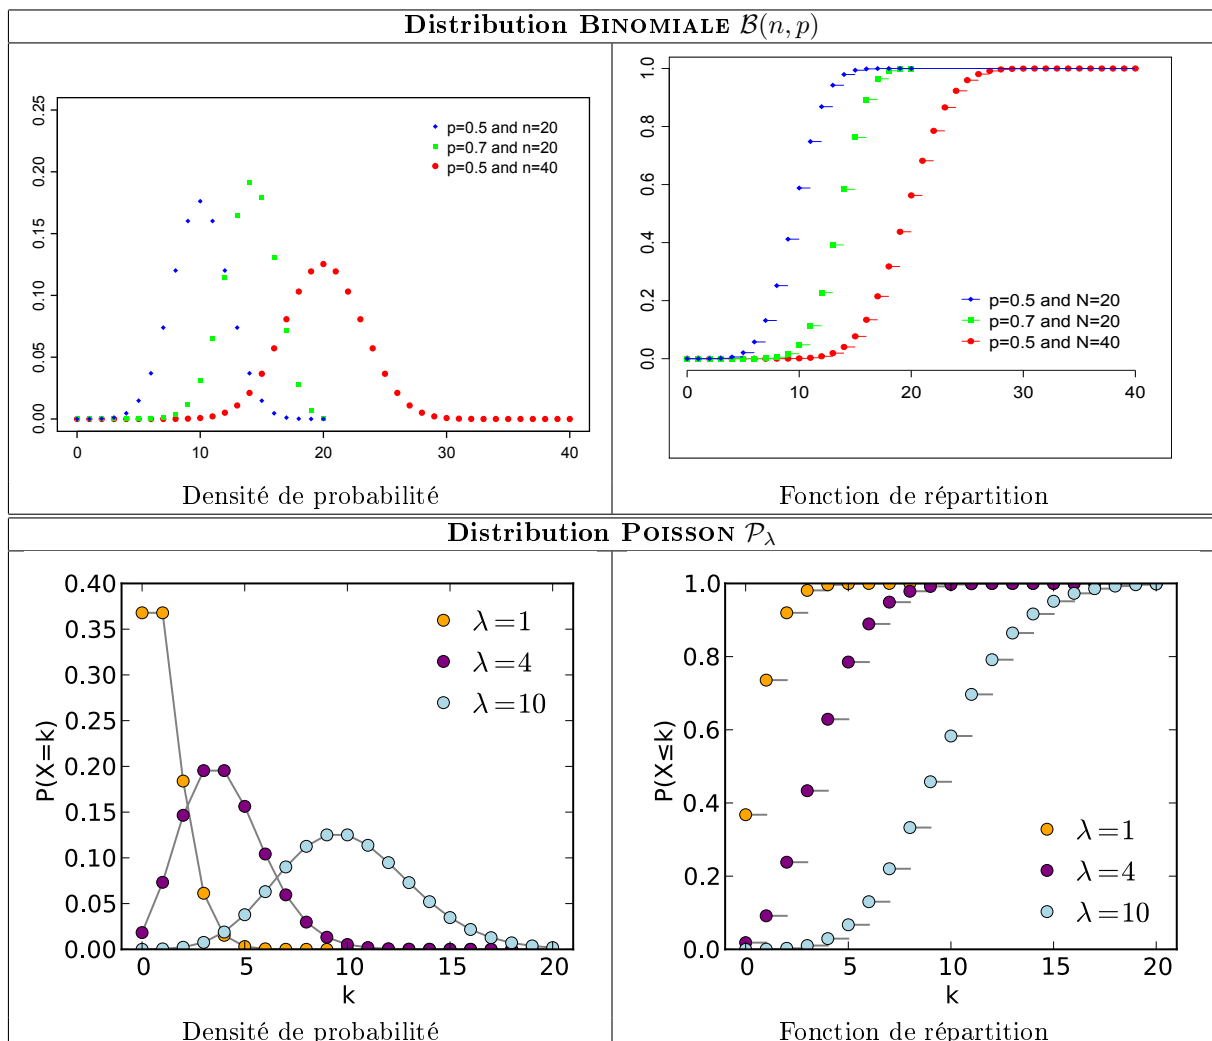 Distribution BINOMIALE B(n, p)
0.25
0.20
0.15
0.10
0.05
0.00
p=0.5 and n=20
p=0.7 and n=20
p=0.5 and n=40
0 10 20 30 40
Densité de probabilité
1.0
0.8
0.6
0.4
0.2
0.0
p=0.5 and N=20
p=0.7 and N=20
p=0.5 and N=40
0 10 20 30 40
Fonction de répartition
Distribution POISSON P_λ
P(X=k)
0.40
0.35
0.30
0.25
0.20
0.15
0.10
0.05
0.00
λ=1
λ=4
λ=10
0 5 10 15 20
k
Densité de probabilité
P(X≤k)
1.0
0.8
0.6
0.4
0.2
0.0
λ=1
λ=4
λ=10
0 5 10 15 20
k
Fonction de répartition